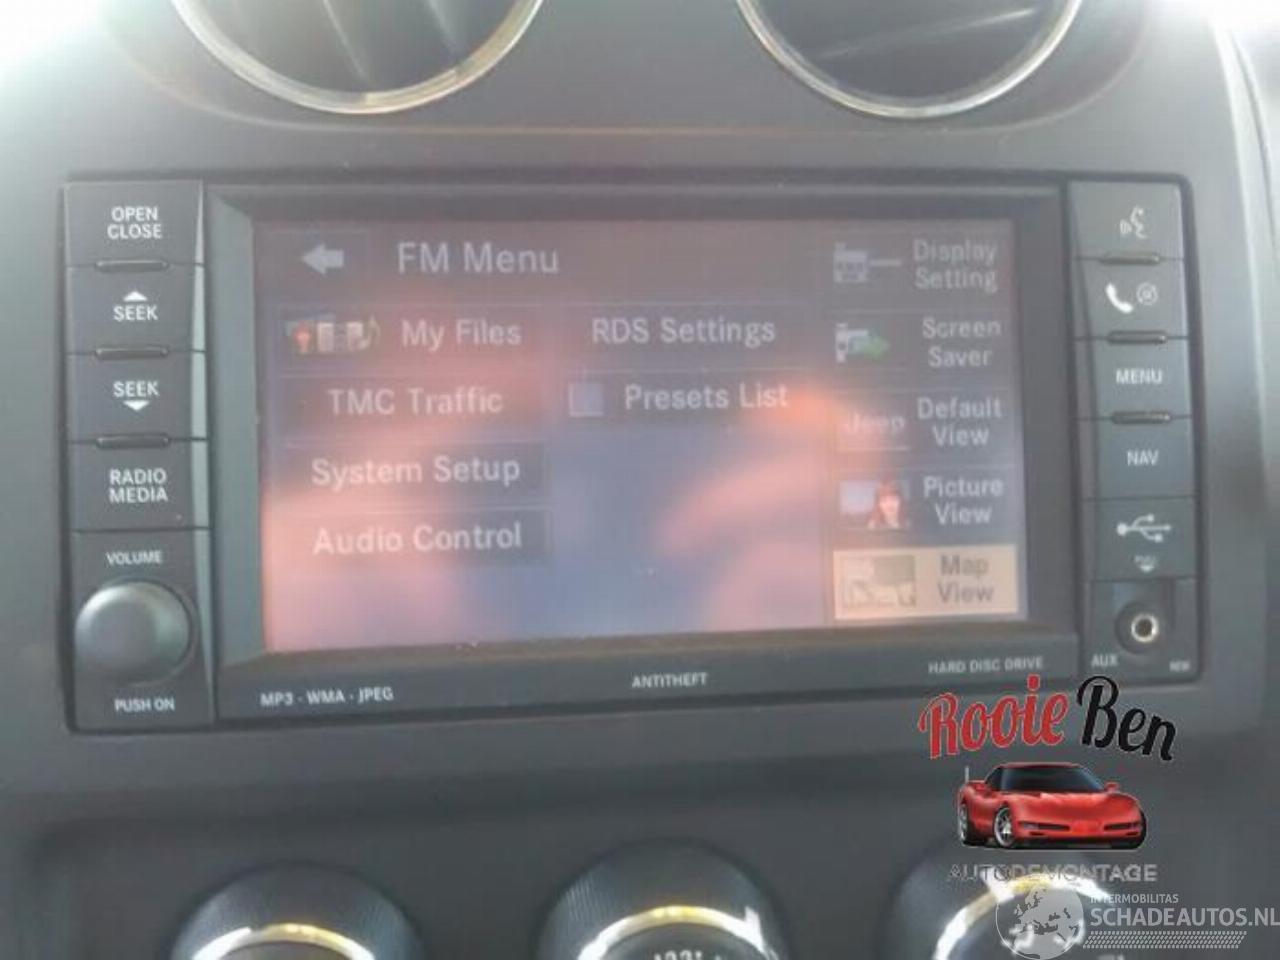 OPEN
CLOSE
SEEK
SEEK
RADIO
MEDIA
VOLUME
PUSH ON
FM Menu
My Files
RDS Settings
TMC Traffic
Presets List
System Setup
Audio Control
Display
Setting
Screen
Saver
Jeep
Default
View
Picture
View
Map
View
MENU
NAV
AUX
MP3 - WMA - JPEG
ANTITHEFT
HARD DISC DRIVE
Rooie Ben
AUTODEMONTAGE
INTERMOBILITAS
SCHADEAUTOS.NL